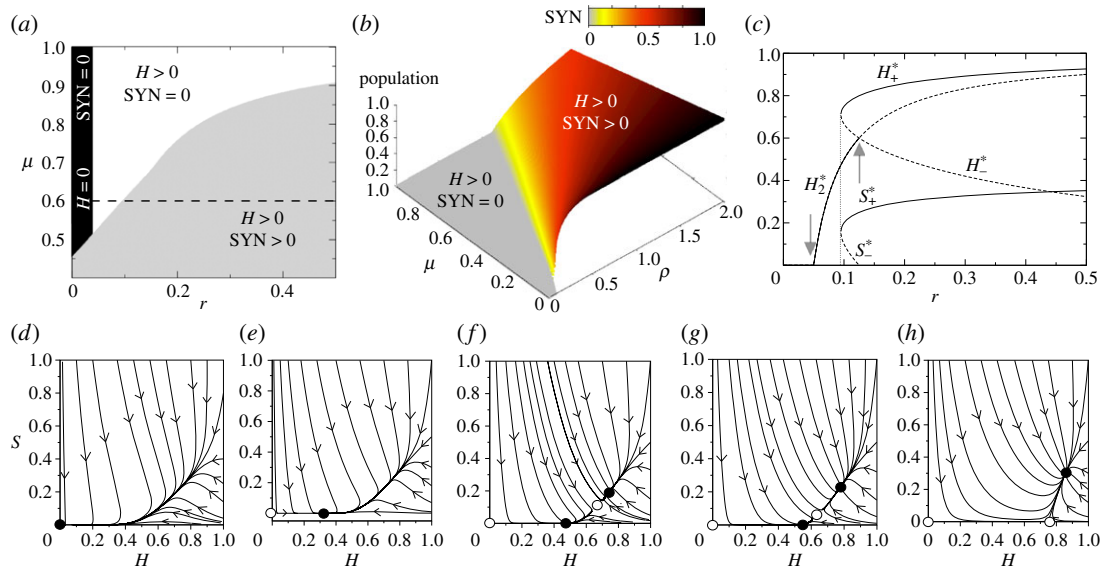 (a)
1.0
0.9
0.8
μ
0.7
0.6
0.5
SYN = 0
H = 0
H > 0
SYN = 0
H > 0
SYN > 0
0
0.2
0.4
r
(b)
SYN
0
0.5
1.0
population
1.0
0.8
0.6
0.4
0.2
0
1.0
0.8
0.6
μ
0.4
0.2
0
0
0.5
ρ
1.0
1.5
2.0
H > 0
SYN > 0
H > 0
SYN = 0
(c)
1.0
0.8
0.6
0.4
0.2
H*+
H*2
H*−
S*+
S*−
0
0.1
0.2
0.3
0.4
0.5
r
(d)
1.0
0.8
0.6
S
0.4
0.2
0
0.2
0.4
0.6
0.8
1.0
H
(e)
1.0
0.8
0.6
0.4
0.2
0
0
0.2
0.4
0.6
0.8
1.0
H
(f)
1.0
0.8
0.6
0.4
0.2
0
0.2
0.4
0.6
0.8
1.0
H
(g)
1.0
0.8
0.6
0.4
0.2
0
0.2
0.4
0.6
0.8
1.0
H
(h)
1.0
0.8
0.6
0.4
0.2
0
0
0.2
0.4
0.6
0.8
1.0
H